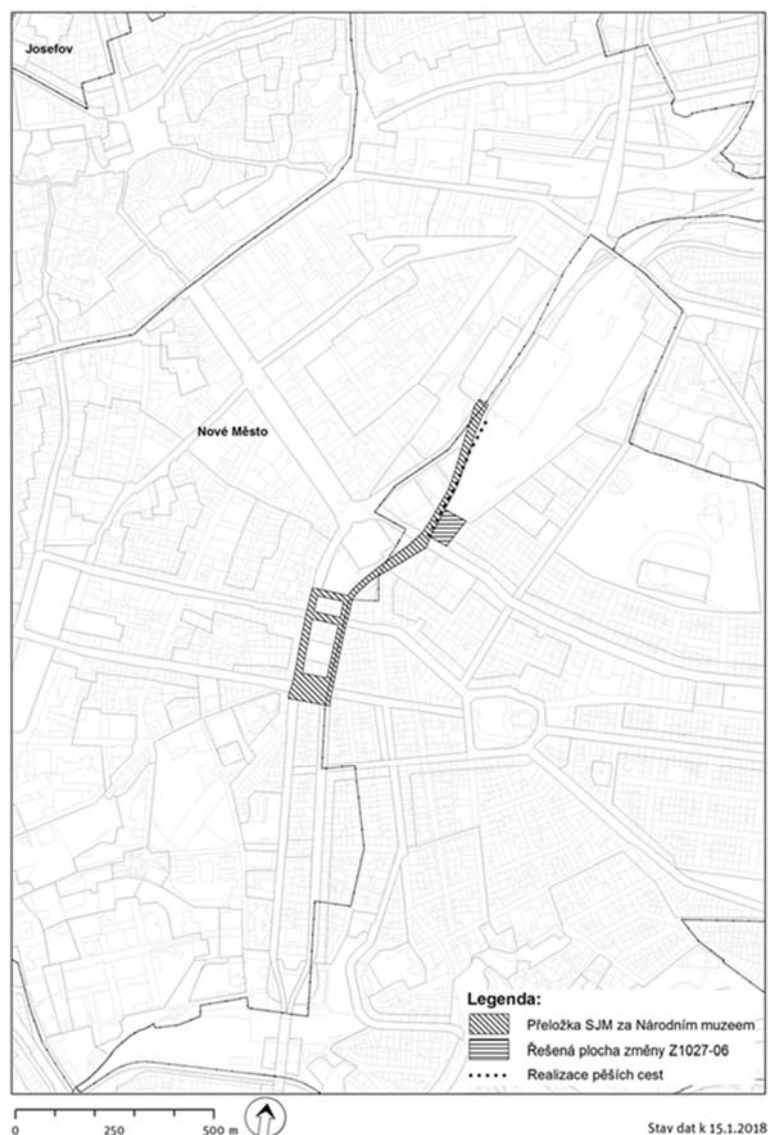 Josefov
Nové Město
Legenda:
Přeložka SJM za Národním muzeem
Řešená plocha změny Z1027-06
Realizace pěších cest
0 250 500 m
Stav dat k 15.1.2018